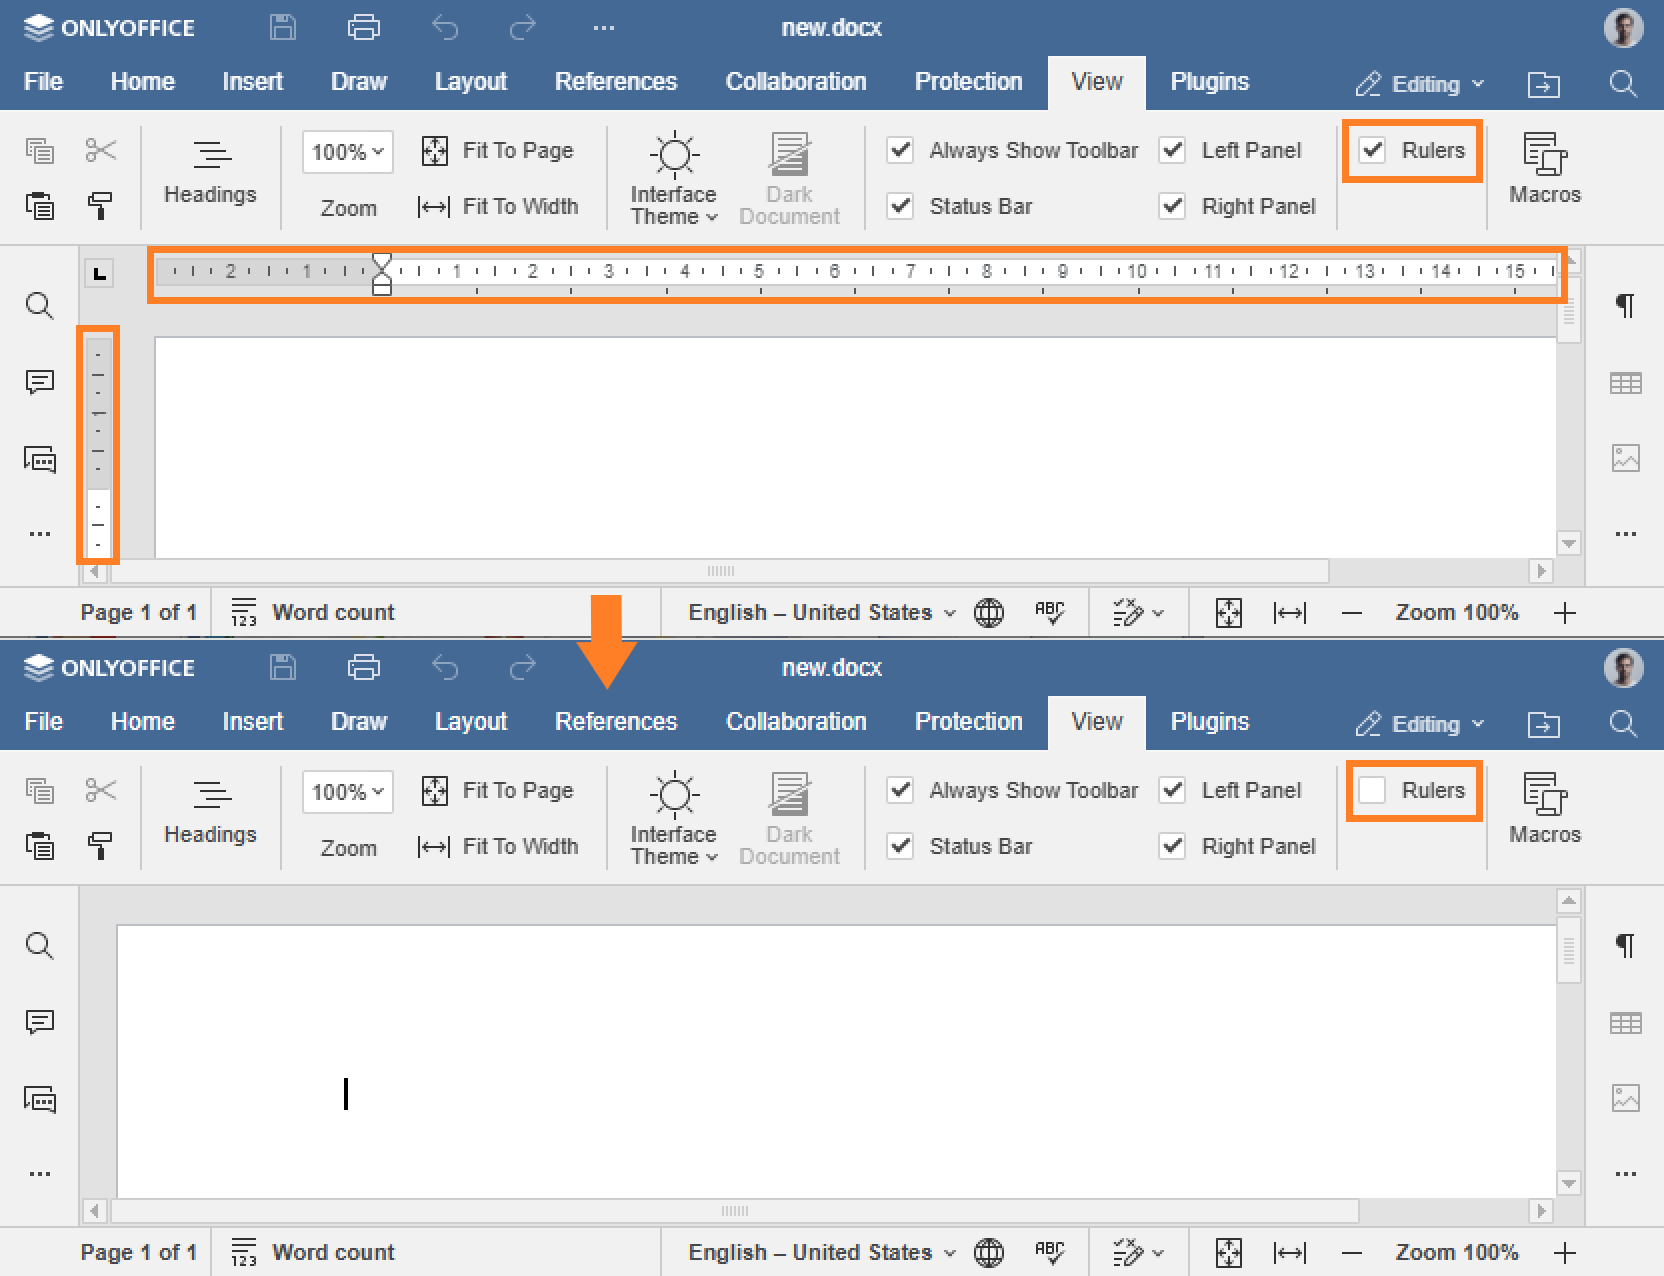 ONLYOFFICE ... new.docx
File Home Insert Draw Layout References Collaboration Protection View Plugins Editing
100% Fit To Page Always Show Toolbar Left Panel Rulers
Headings Interface Dark Macros
Zoom Fit To Width Theme Document Status Bar Right Panel
2 1 1 2 3 4 5 6 7 8 9 10 11 12 13 14 15
1
Page 1 of 1 123 Word count English – United States ABC Zoom 100%
ONLYOFFICE new.docx
File Home Insert Draw Layout References Collaboration Protection View Plugins Editing
100% Fit To Page Always Show Toolbar Left Panel Rulers
Headings Interface Dark Macros
Zoom Fit To Width Theme Document Status Bar Right Panel
Page 1 of 1 123 Word count English – United States ABC Zoom 100%